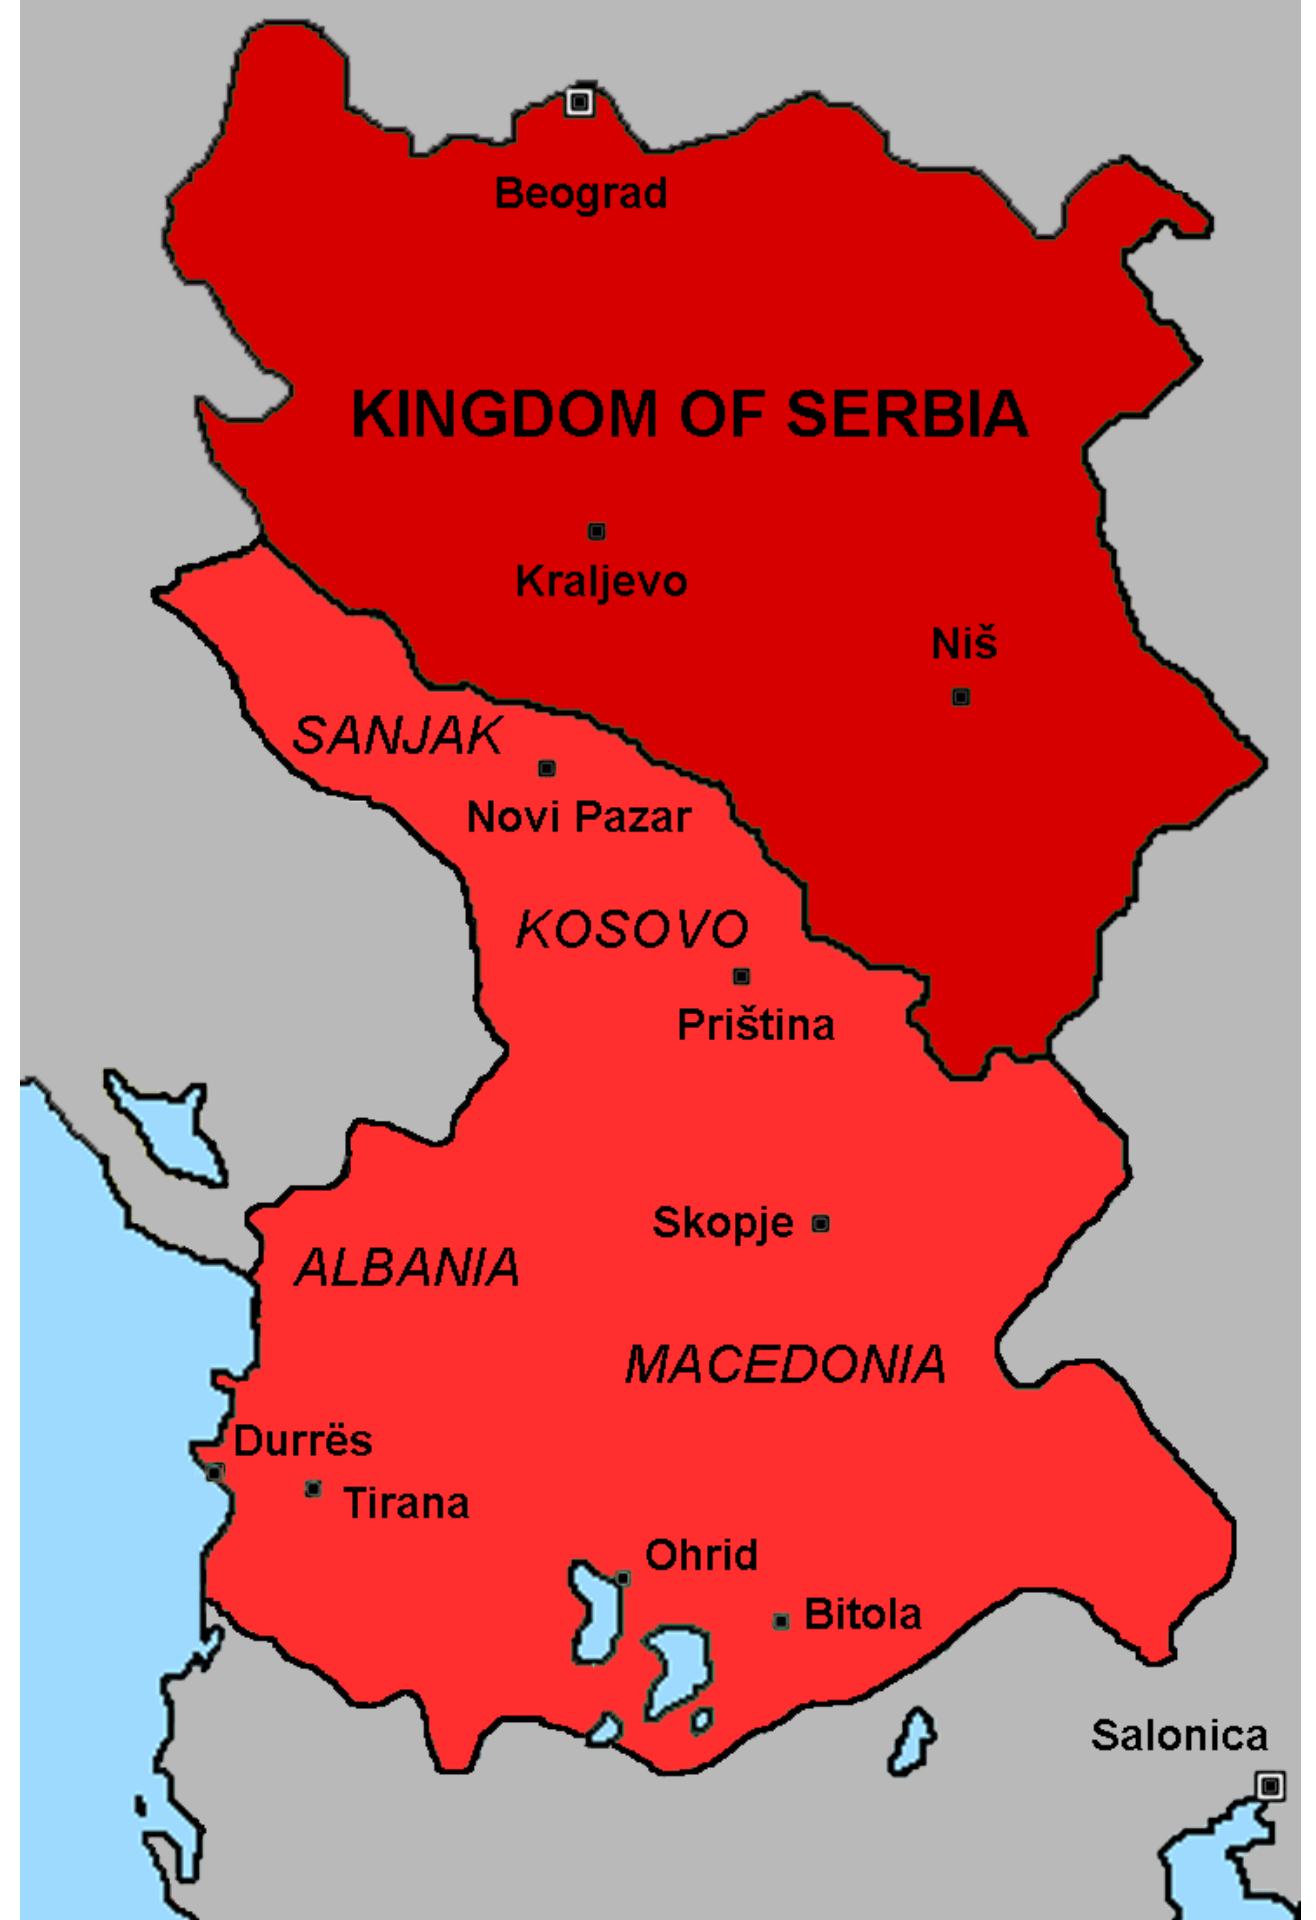 Beograd
KINGDOM OF SERBIA
Kraljevo
Niš
SANJAK
Novi Pazar
KOSOVO
Priština
Skopje
ALBANIA
MACEDONIA
Durrës
Tirana
Ohrid
Bitola
Salonica